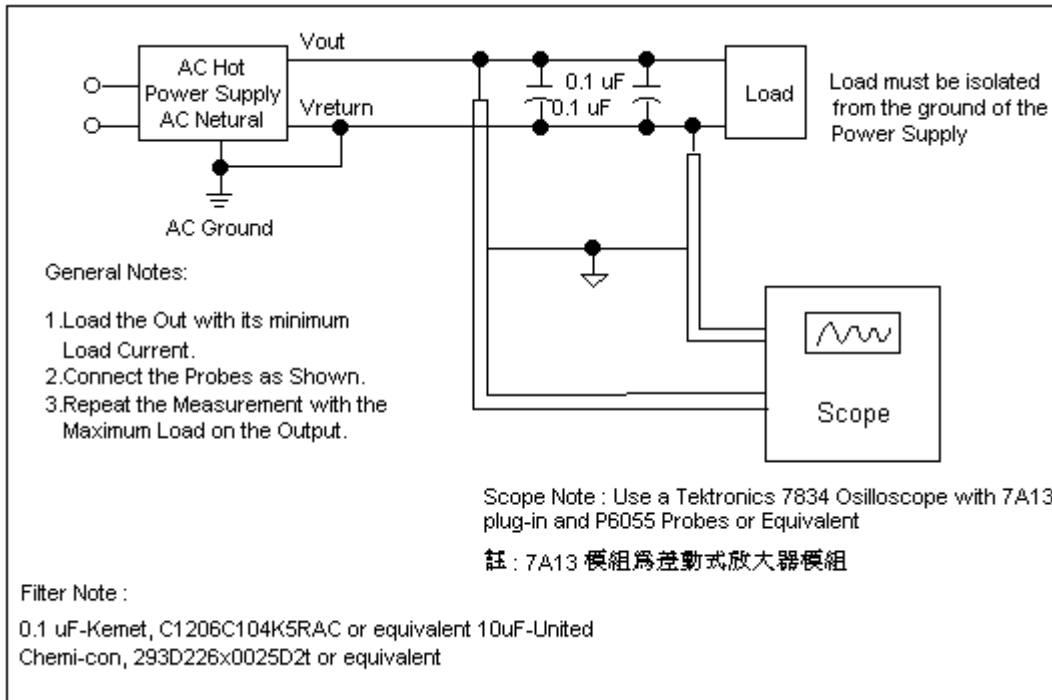 Vout
AC Hot
Power Supply
AC Netural
Vreturn
AC Ground
0.1 uF
0.1 uF
Load
Load must be isolated
from the ground of the
Power Supply
General Notes:
1.Load the Out with its minimum
Load Current.
2.Connect the Probes as Shown.
3.Repeat the Measurement with the
Maximum Load on the Output.
Scope
Scope Note : Use a Tektronics 7834 Osilloscope with 7A13
plug-in and P6055 Probes or Equivalent
註 : 7A13 模組爲差動式放大器模組
Filter Note :
0.1 uF-Kemet, C1206C104K5RAC or equivalent 10uF-United
Chemi-con, 293D226x0025D2t or equivalent